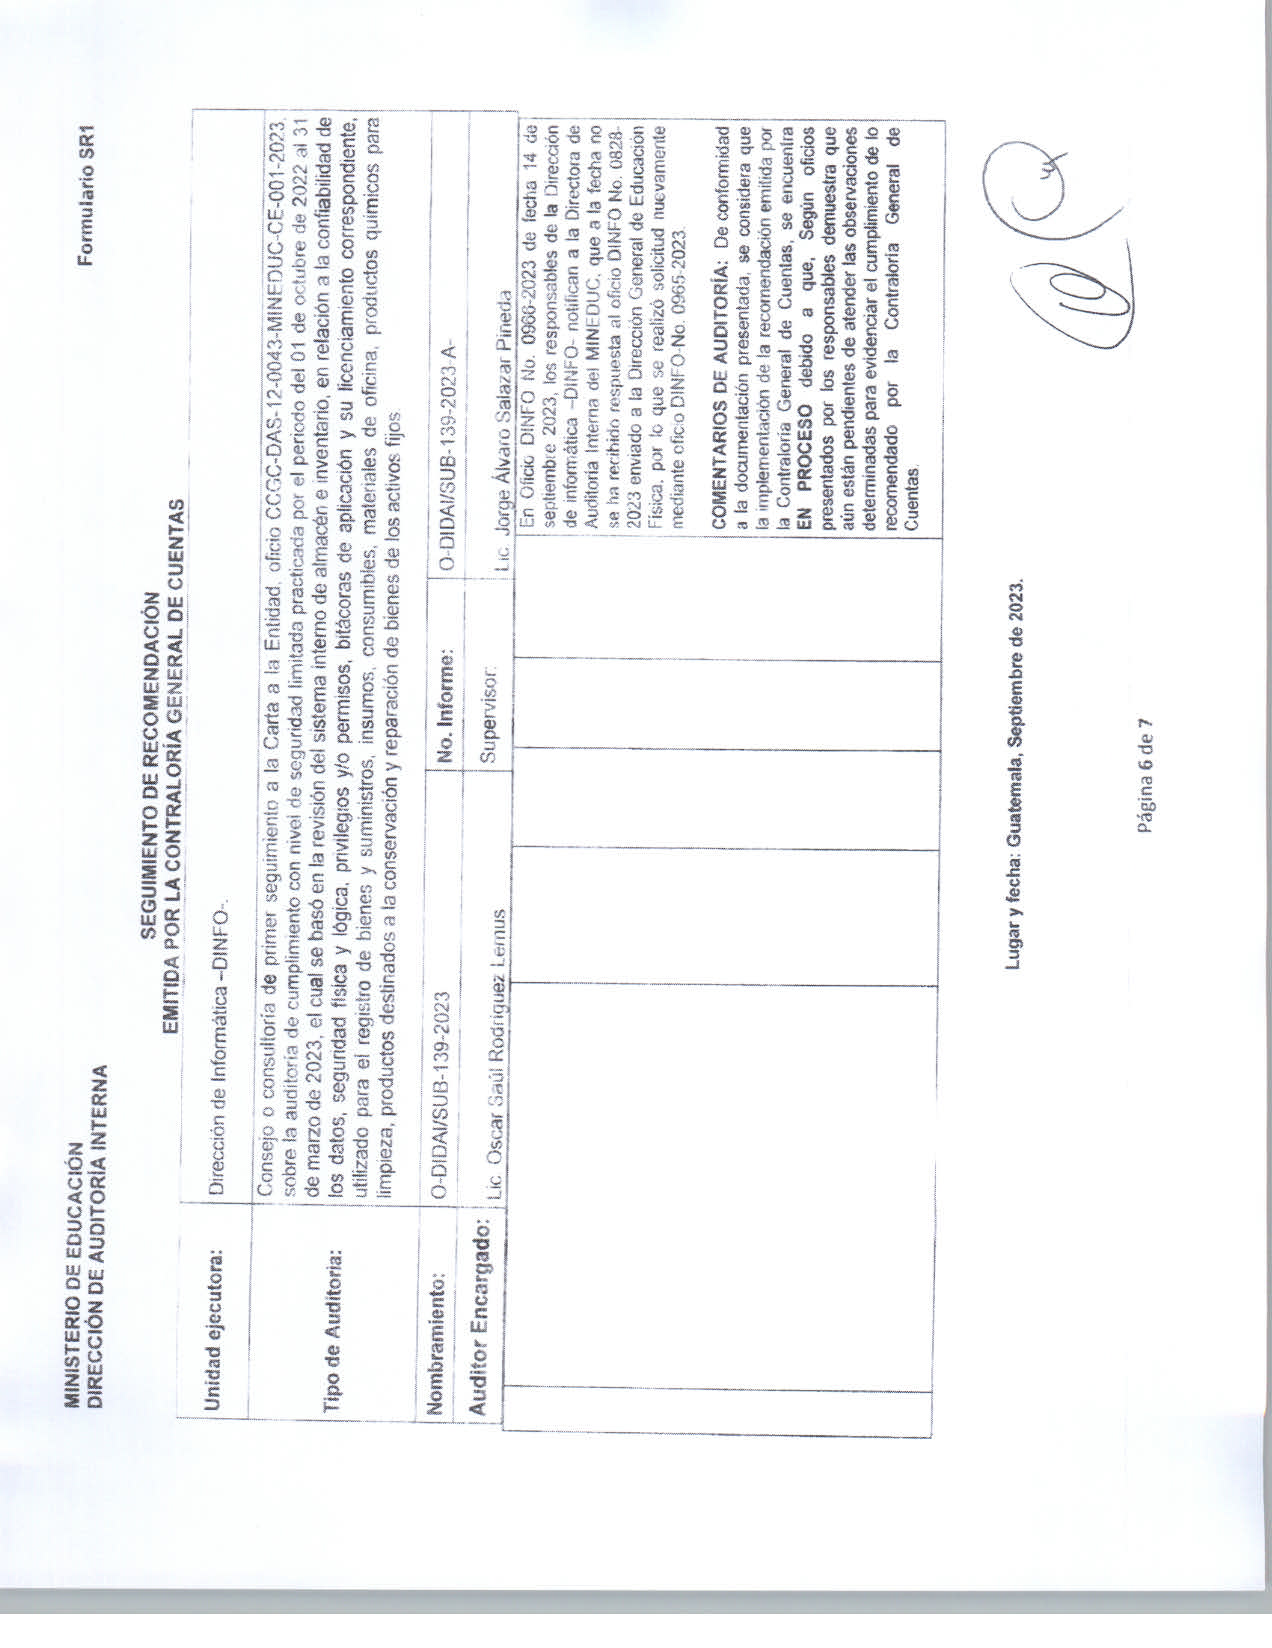 MINISTERIO DE EDUCACIÓN
DIRECCIÓN DE AUDITORÍA INTERNA
Formulario SR1
SEGUIMIENTO DE RECOMENDACIÓN
EMITIDA POR LA CONTRALORÍA GENERAL DE CUENTAS
Unidad ejecutora:
Dirección de Informática –DINFO-.
Tipo de Auditoria:
Consejo o consultoría de primer seguimiento a la Carta a la Entidad, oficio CCGC-DAS-12-0043-MINEDUC-CE-001-2023,
sobre la auditoria de cumplimiento con nivel de seguridad limitada practicada por el periodo del 01 de octubre de 2022 al 31
de marzo de 2023, el cual se basó en la revisión del sistema interno de almacén e inventario, en relación a la confiabilidad de
los datos, seguridad física y lógica, privilegios y/o permisos, bitácoras de aplicación y su licenciamiento correspondiente,
utilizado para el registro de bienes y suministros, insumos, consumibles, materiales de oficina, productos químicos para
limpieza, productos destinados a la conservación y reparación de bienes de los activos fijos
Nombramiento:
O-DIDAI/SUB-139-2023
No. Informe:
O-DIDAI/SUB-139-2023-A-
Auditor Encargado:
Lic. Oscar Saúl Rodriguez Lemus
Supervisor:
Lic. Jorge Álvaro Salazar Pineda
En Oficio DINFO No. 0966-2023 de fecha 14 de
septiembre 2023, los responsables de la Dirección
de informática –DINFO- notifican a la Directora de
Auditoría Interna del MINEDUC, que a la fecha no
se ha recibido respuesta al oficio DINFO No. 0828-
2023 enviado a la Dirección General de Educación
Física, por lo que se realizó solicitud nuevamente
mediante oficio DINFO-No. 0965-2023.
COMENTARIOS DE AUDITORÍA: De conformidad
a la documentación presentada, se considera que
la implementación de la recomendación emitida por
la Contraloría General de Cuentas, se encuentra
EN PROCESO debido a que, Según oficios
presentados por los responsables demuestra que
aún están pendientes de atender las observaciones
determinadas para evidenciar el cumplimiento de lo
recomendado por la Contraloría General de
Cuentas.
Lugar y fecha: Guatemala, Septiembre de 2023.
Página 6 de 7